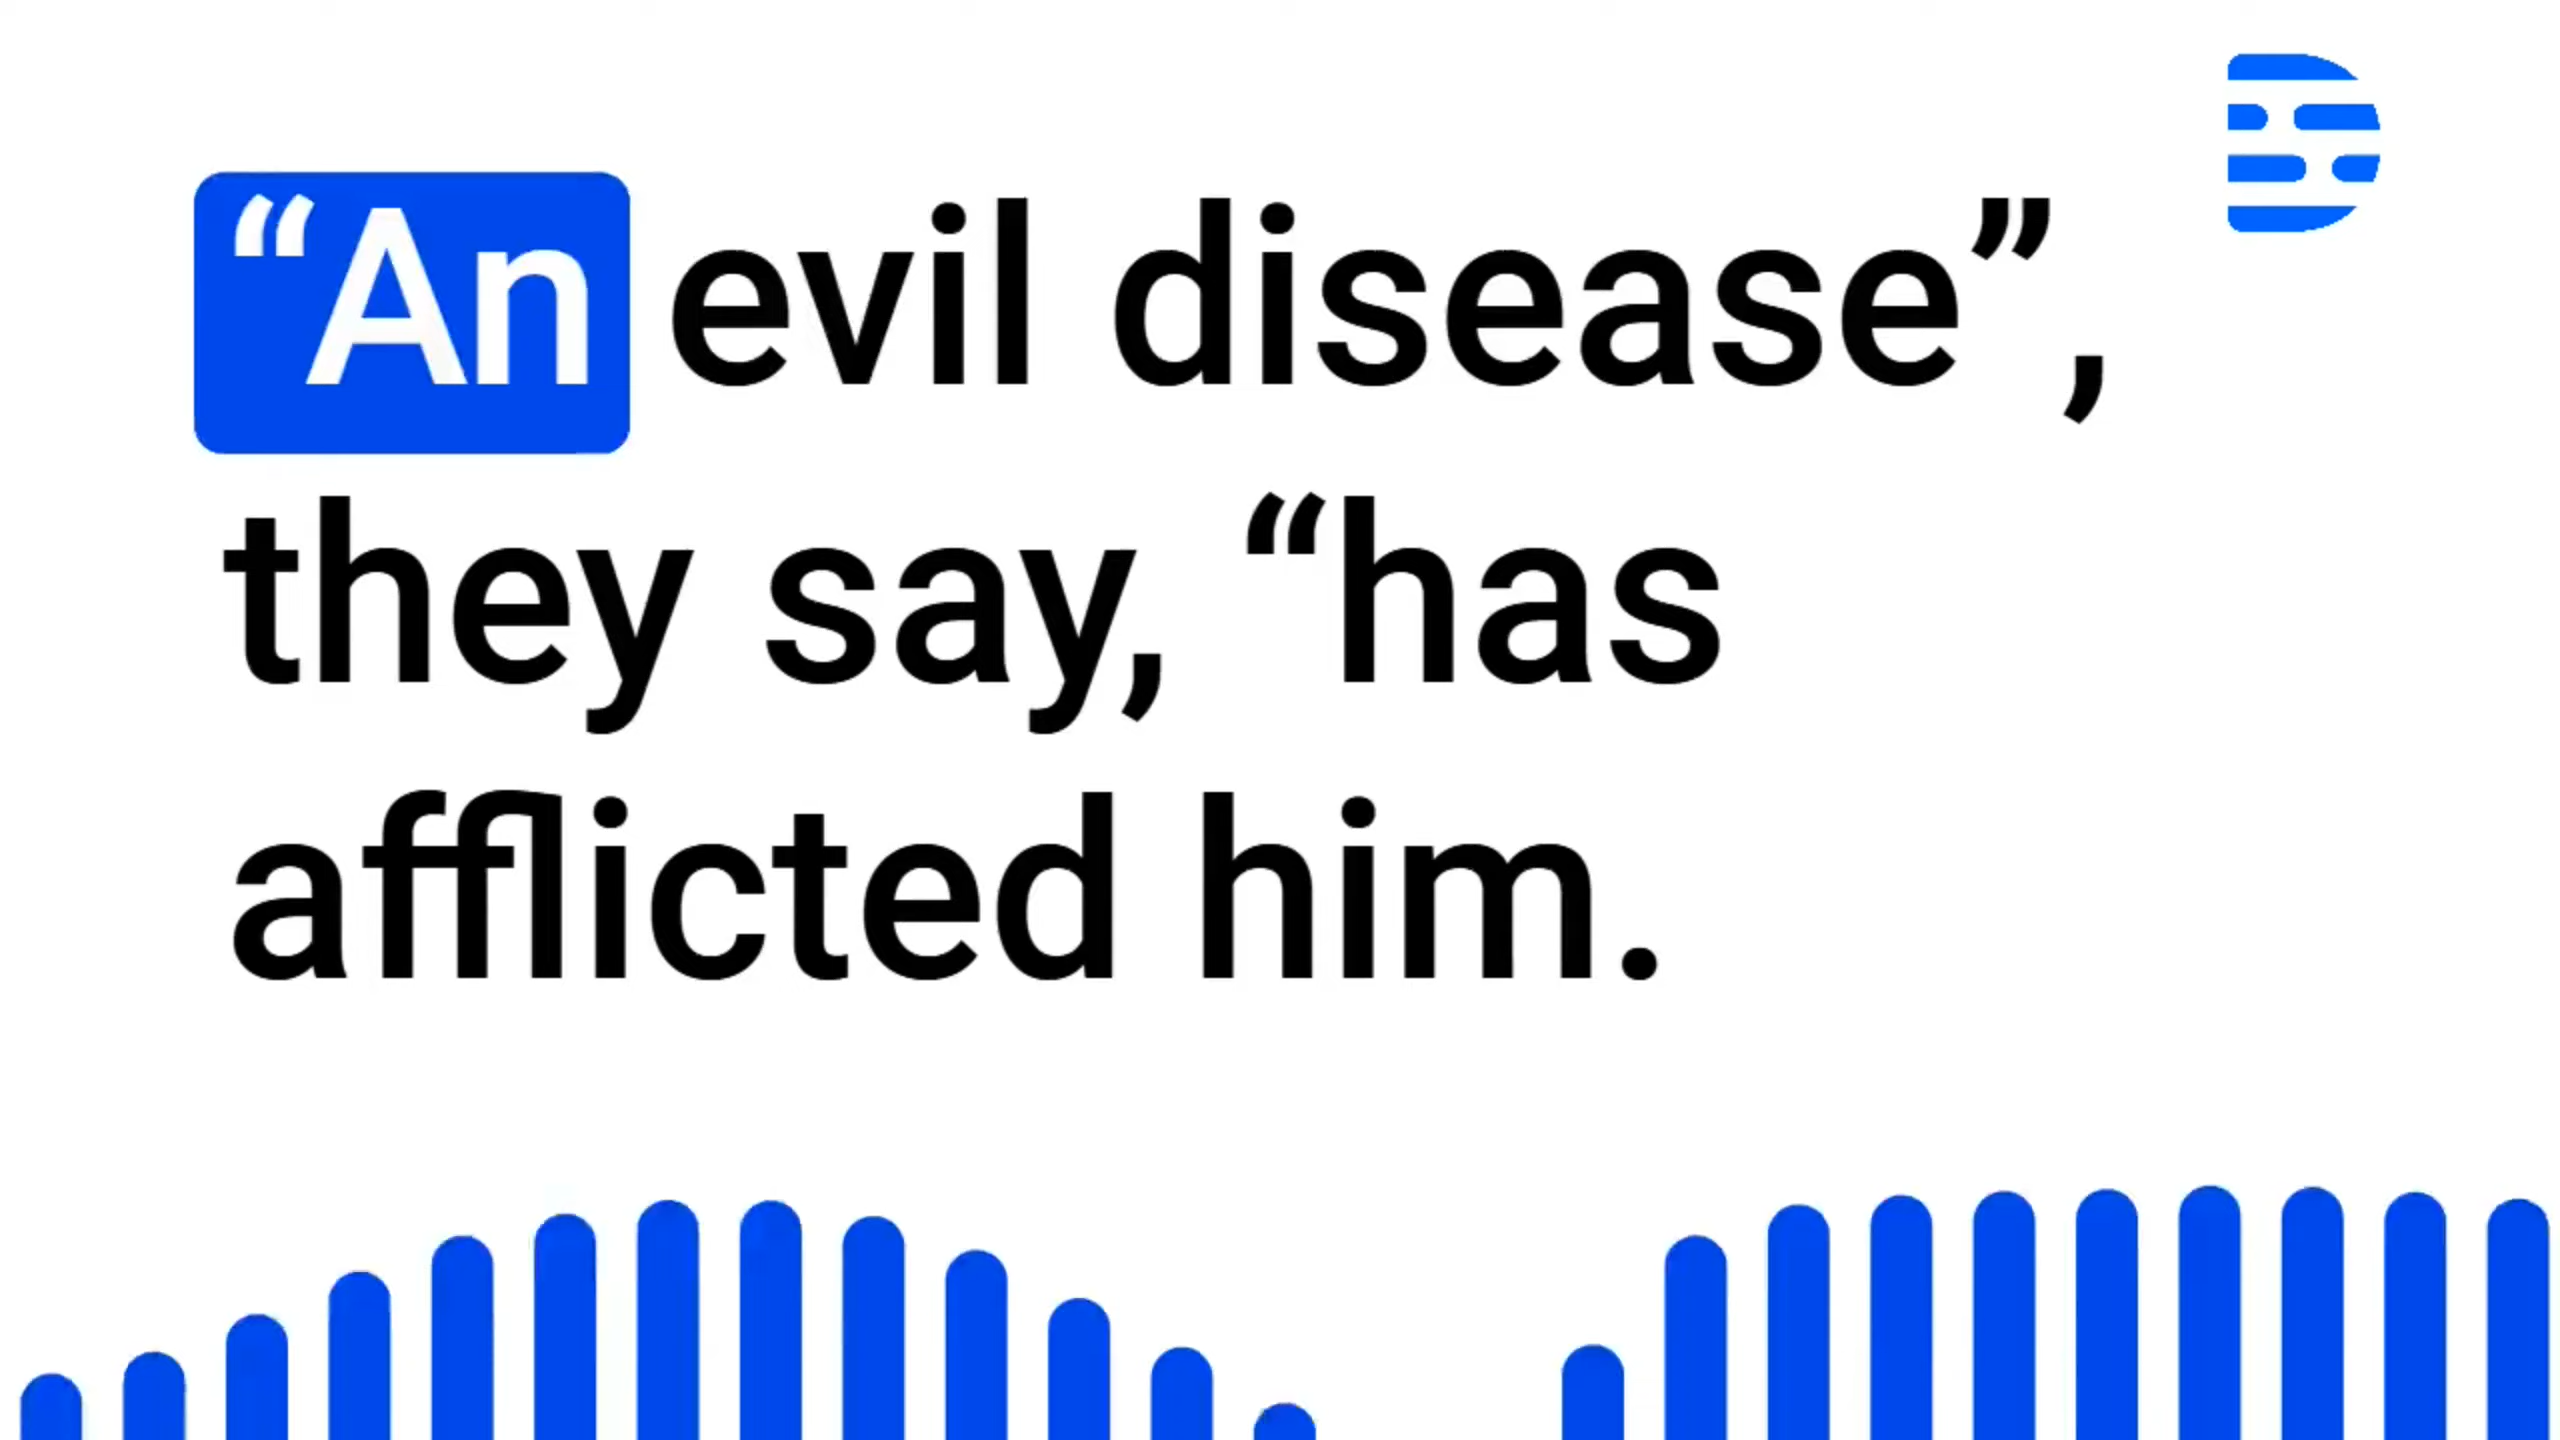 “An evil disease”,
they say, “has
afflicted him.